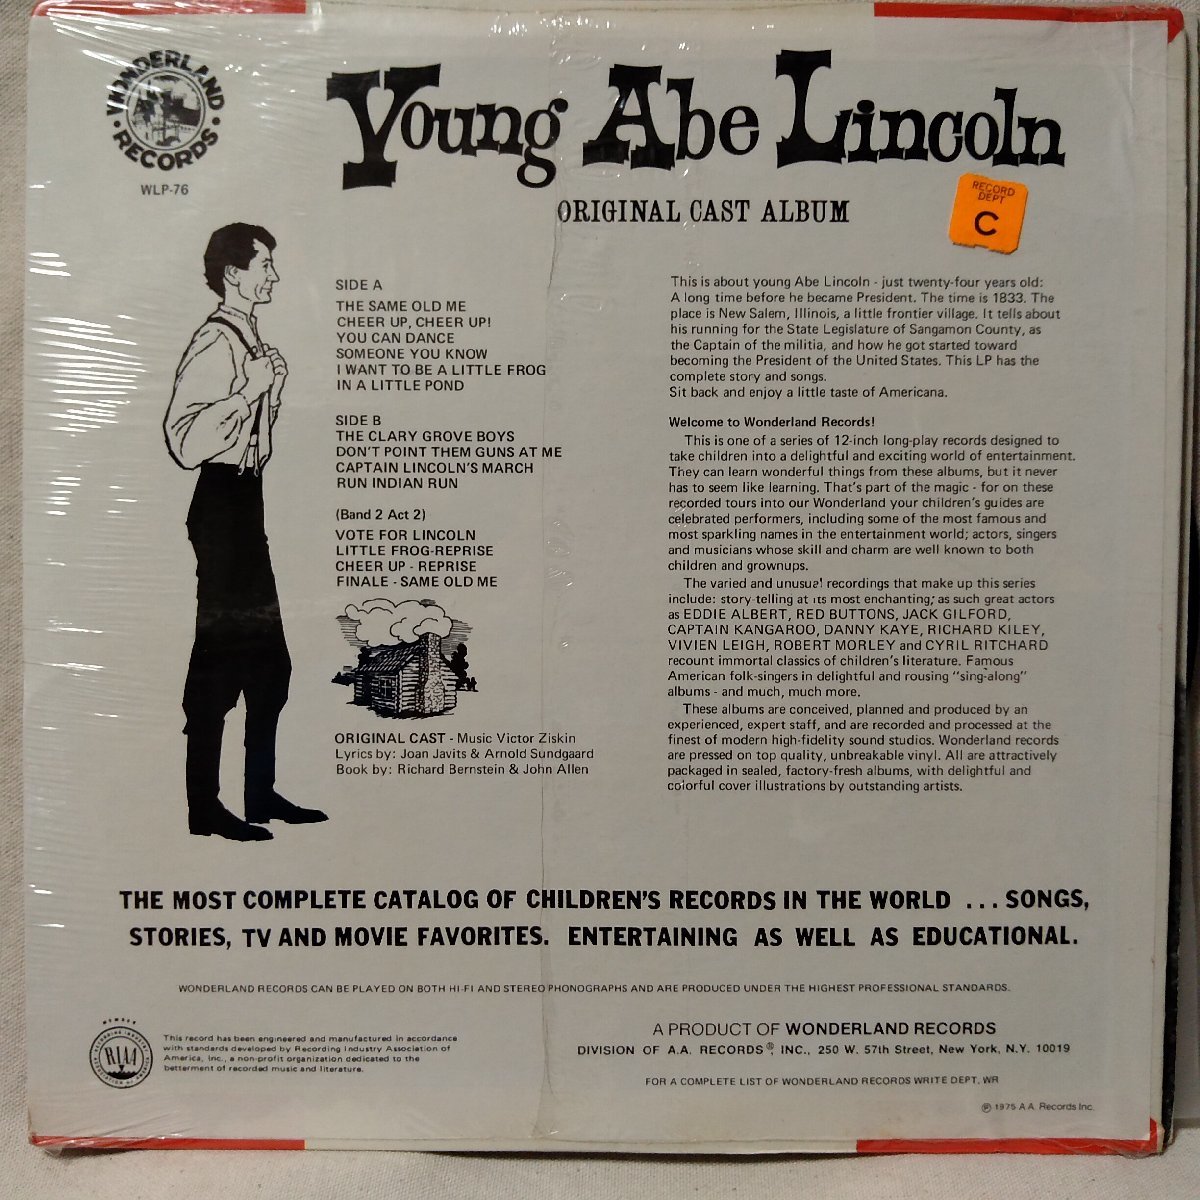 WONDERLAND
RECORDS
WLP-76
Young Abe Lincoln
ORIGINAL CAST ALBUM
RECORD
DEPT
C
SIDE A
THE SAME OLD ME
CHEER UP, CHEER UP!
YOU CAN DANCE
SOMEONE YOU KNOW
I WANT TO BE A LITTLE FROG
IN A LITTLE POND
SIDE B
THE CLARY GROVE BOYS
DON'T POINT THEM GUNS AT ME
CAPTAIN LINCOLN'S MARCH
RUN INDIAN RUN
(Band 2 Act 2)
VOTE FOR LINCOLN
LITTLE FROG-REPRISE
CHEER UP - REPRISE
FINALE - SAME OLD ME
ORIGINAL CAST - Music Victor Ziskin
Lyrics by: Joan Javits & Arnold Sundgaard
Book by: Richard Bernstein & John Allen
This is about young Abe Lincoln - just twenty-four years old:
A long time before he became President. The time is 1833. The
place is New Salem, Illinois, a little frontier village. It tells about
his running for the State Legislature of Sangamon County, as
the Captain of the militia, and how he got started toward
becoming the President of the United States. This LP has the
complete story and songs.
Sit back and enjoy a little taste of Americana.
Welcome to Wonderland Records!
This is one of a series of 12-inch long-play records designed to
take children into a delightful and exciting world of entertainment.
They can learn wonderful things from these albums, but it never
has to seem like learning. That's part of the magic - for on these
recorded tours into our Wonderland your children's guides are
celebrated performers, including some of the most famous and
most sparkling names in the entertainment world; actors, singers
and musicians whose skill and charm are well known to both
children and grownups.
The varied and unusual recordings that make up this series
include: story-telling at its most enchanting; as such great actors
as EDDIE ALBERT, RED BUTTONS, JACK GILFORD,
CAPTAIN KANGAROO, DANNY KAYE, RICHARD KILEY,
VIVIEN LEIGH, ROBERT MORLEY and CYRIL RITCHARD
recount immortal classics of children's literature. Famous
American folk-singers in delightful and rousing "sing-along"
albums - and much, much more.
These albums are conceived, planned and produced by an
experienced, expert staff, and are recorded and processed at the
finest of modern high-fidelity sound studios. Wonderland records
are pressed on top quality, unbreakable vinyl. All are attractively
packaged in sealed, factory-fresh albums, with delightful and
colorful cover illustrations by outstanding artists.
THE MOST COMPLETE CATALOG OF CHILDREN'S RECORDS IN THE WORLD ... SONGS,
STORIES, TV AND MOVIE FAVORITES. ENTERTAINING AS WELL AS EDUCATIONAL.
WONDERLAND RECORDS CAN BE PLAYED ON BOTH HI-FI AND STEREO PHONOGRAPHS AND ARE PRODUCED UNDER THE HIGHEST PROFESSIONAL STANDARDS.
MEMBER
RIAA
This record has been engineered and manufactured in accordance
with standards developed by Recording Industry Association of
America, Inc., a non-profit organization dedicated to the
betterment of recorded music and literature.
A PRODUCT OF WONDERLAND RECORDS
DIVISION OF A.A. RECORDS®, INC., 250 W. 57th Street, New York, N.Y. 10019
FOR A COMPLETE LIST OF WONDERLAND RECORDS WRITE DEPT. WR
℗ 1975 A.A. Records Inc.